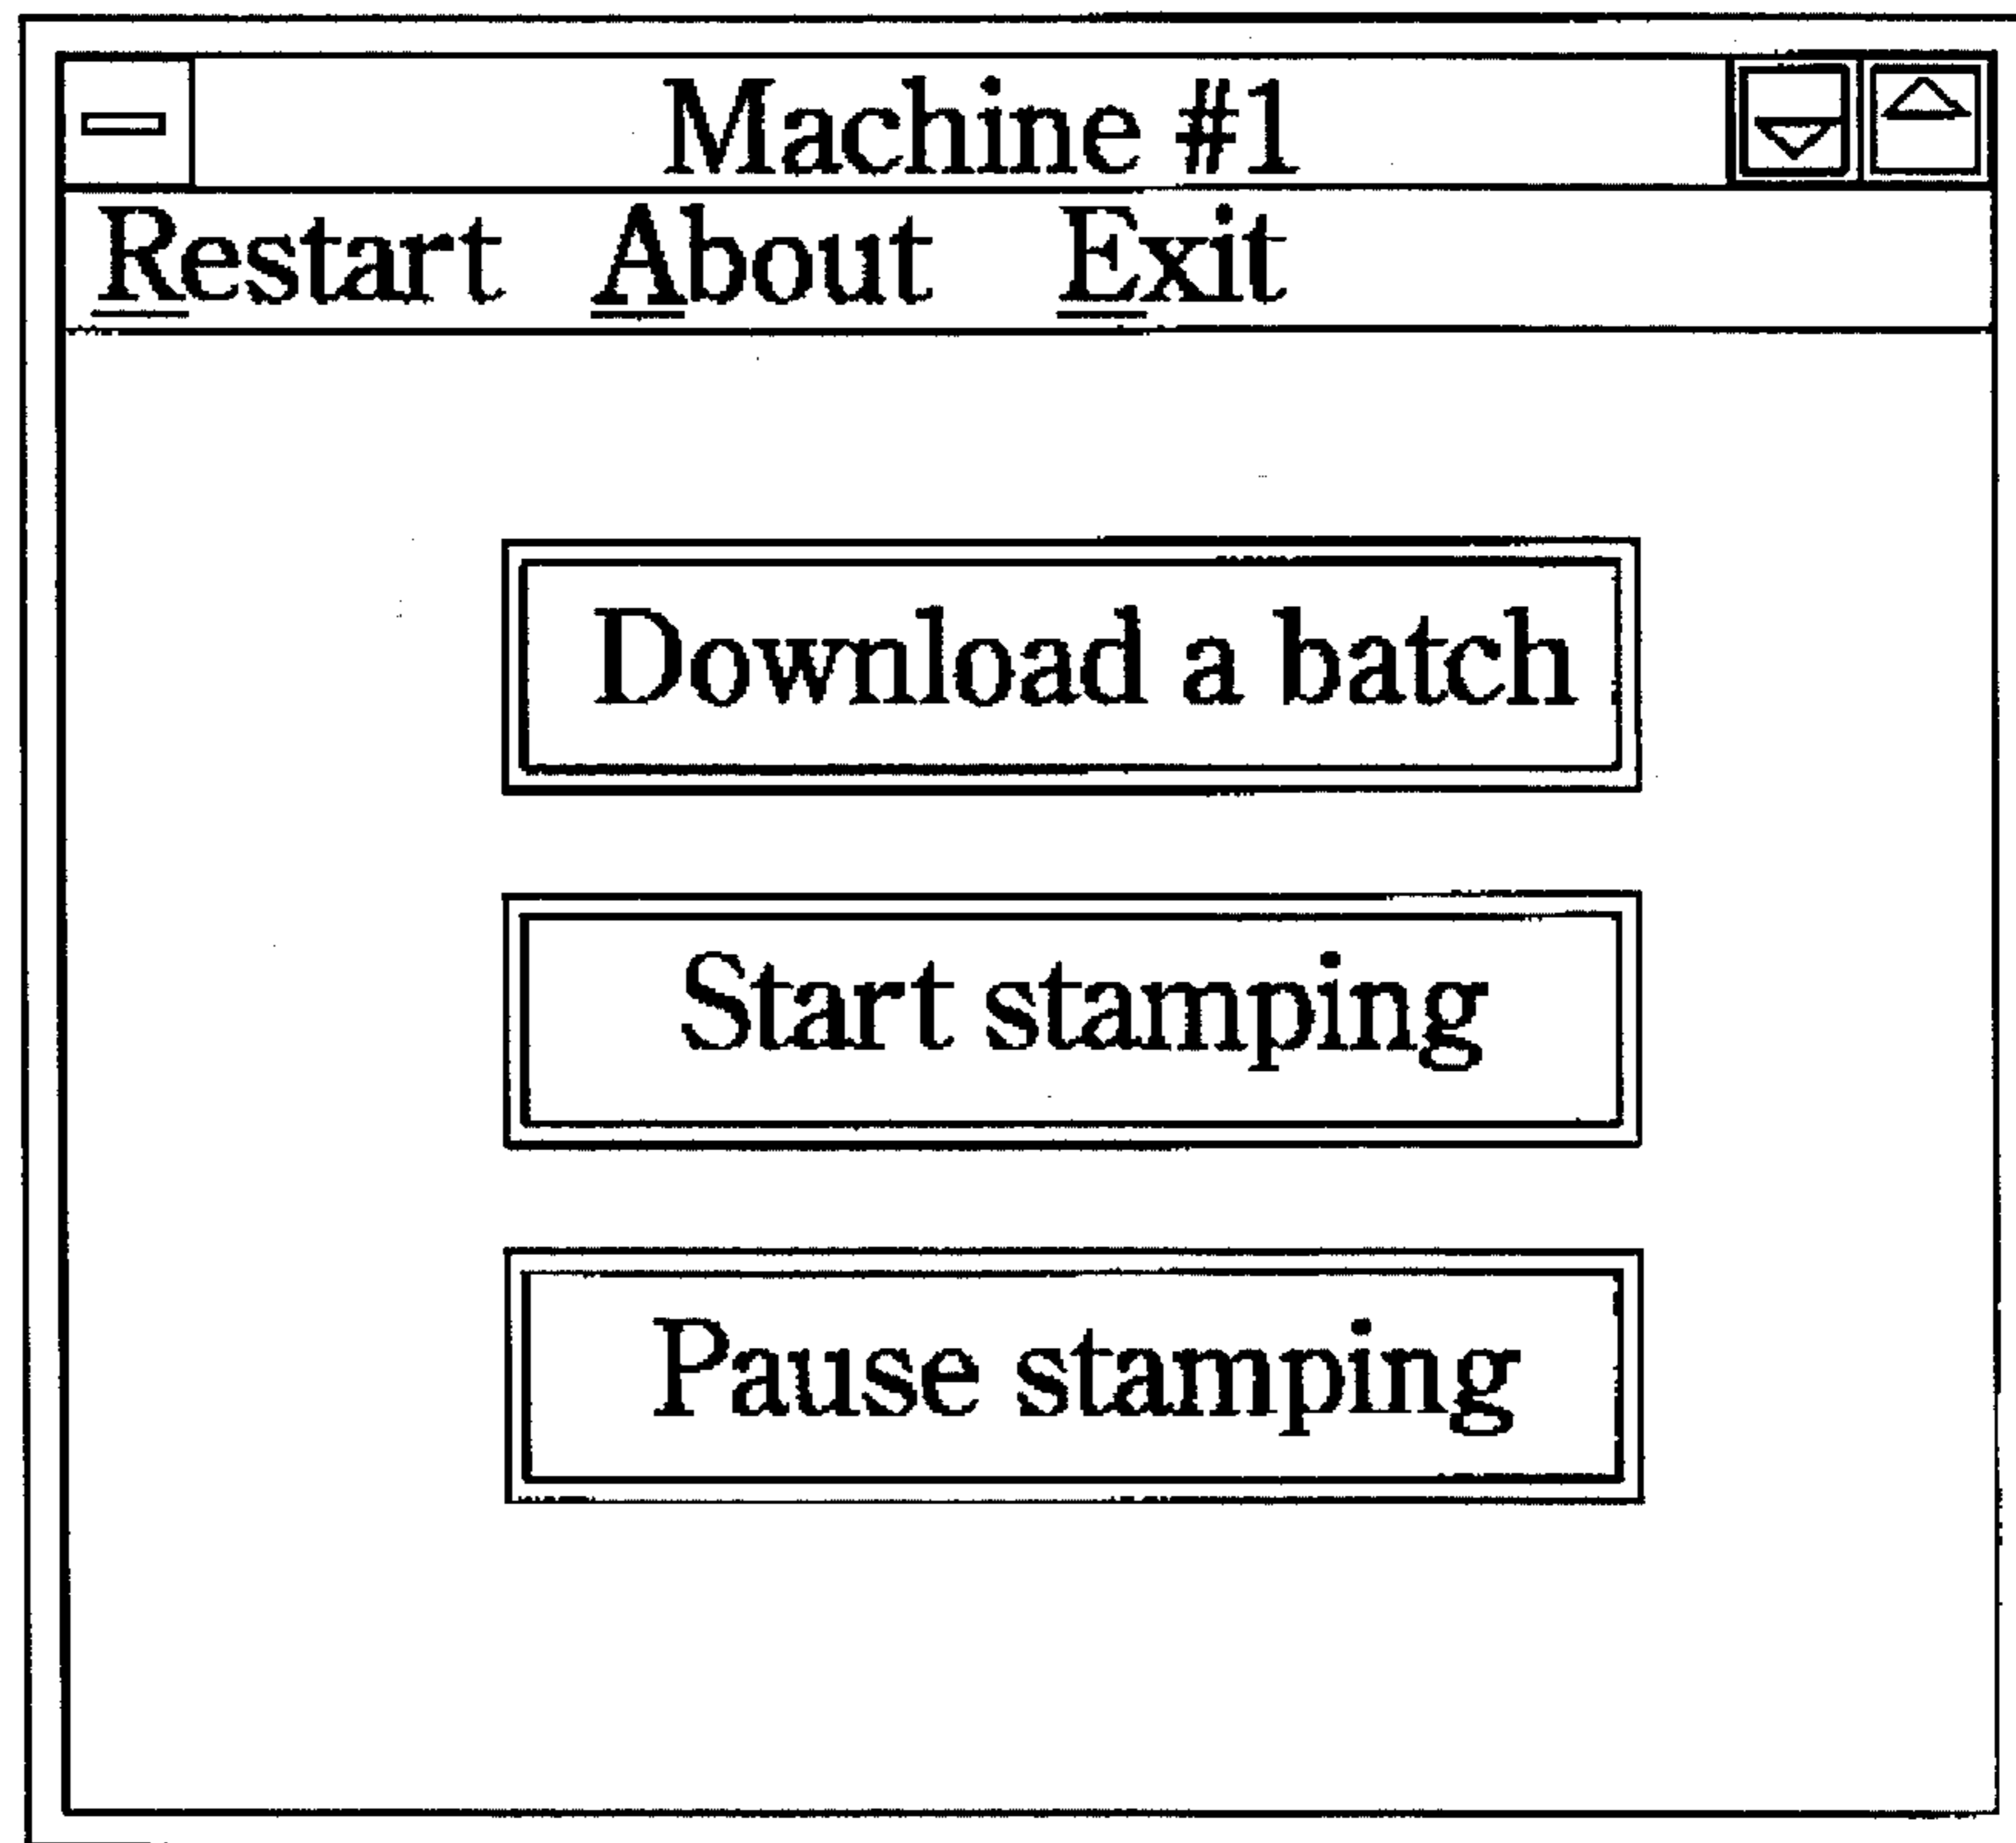 Machine #1
Restart About Exit
Download a batch
Start stamping
Pause stamping